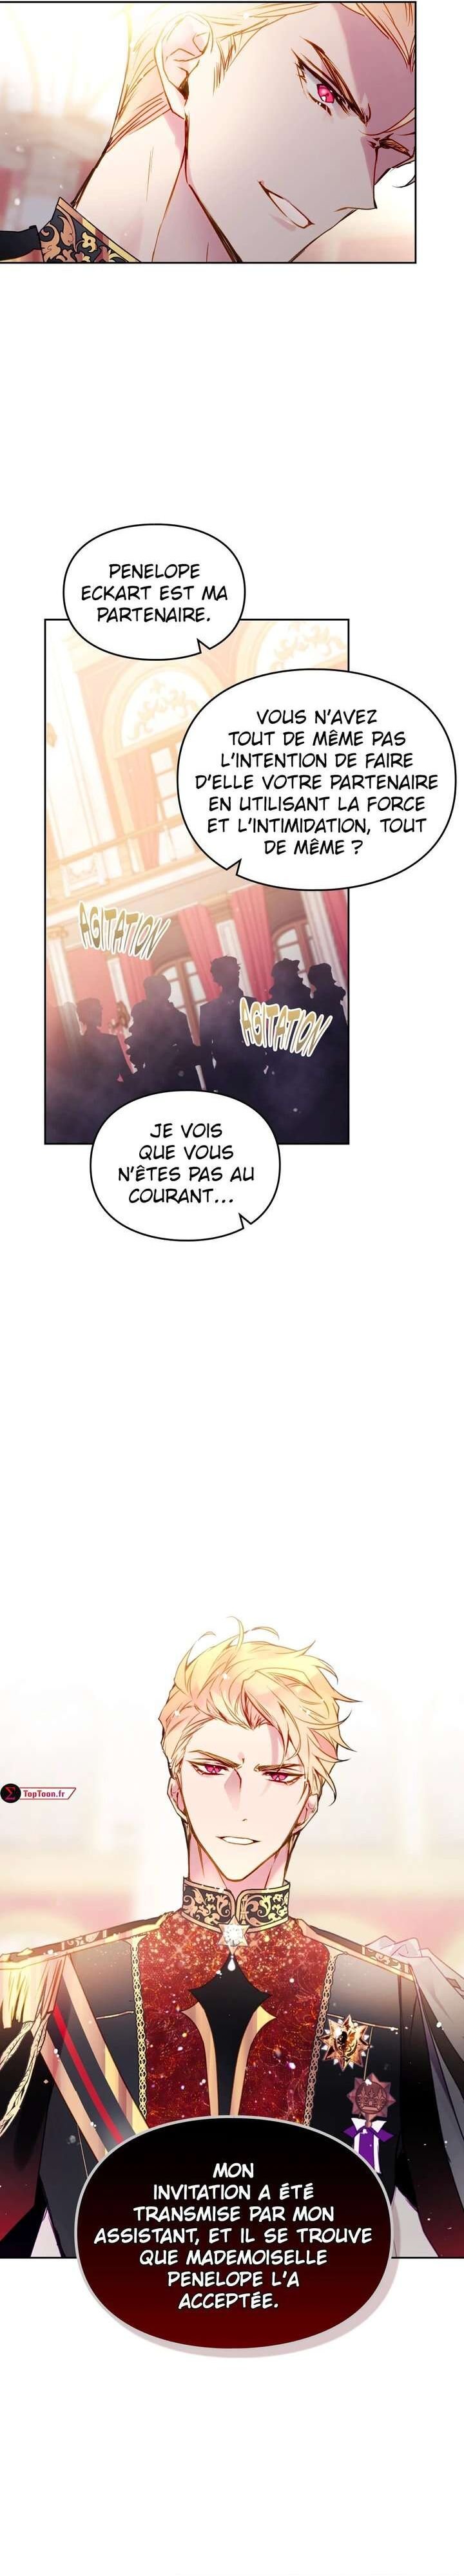 PENELOPE
ECKART EST MA
PARTENAIRE.
VOUS N'AVEZ
TOUT DE MÊME PAS
L'INTENTION DE FAIRE
D'ELLE VOTRE PARTENAIRE
EN UTILISANT LA FORCE
ET L'INTIMIDATION, TOUT
DE MÊME ?
AGITATION
AGITATION
JE VOIS
QUE VOUS
N'ÊTES PAS AU
COURANT...
TopToon.fr
MON
INVITATION A ÉTÉ
TRANSMISE PAR MON
ASSISTANT, ET IL SE TROUVE
QUE MADEMOISELLE
PENELOPE L'A
ACCEPTÉE.